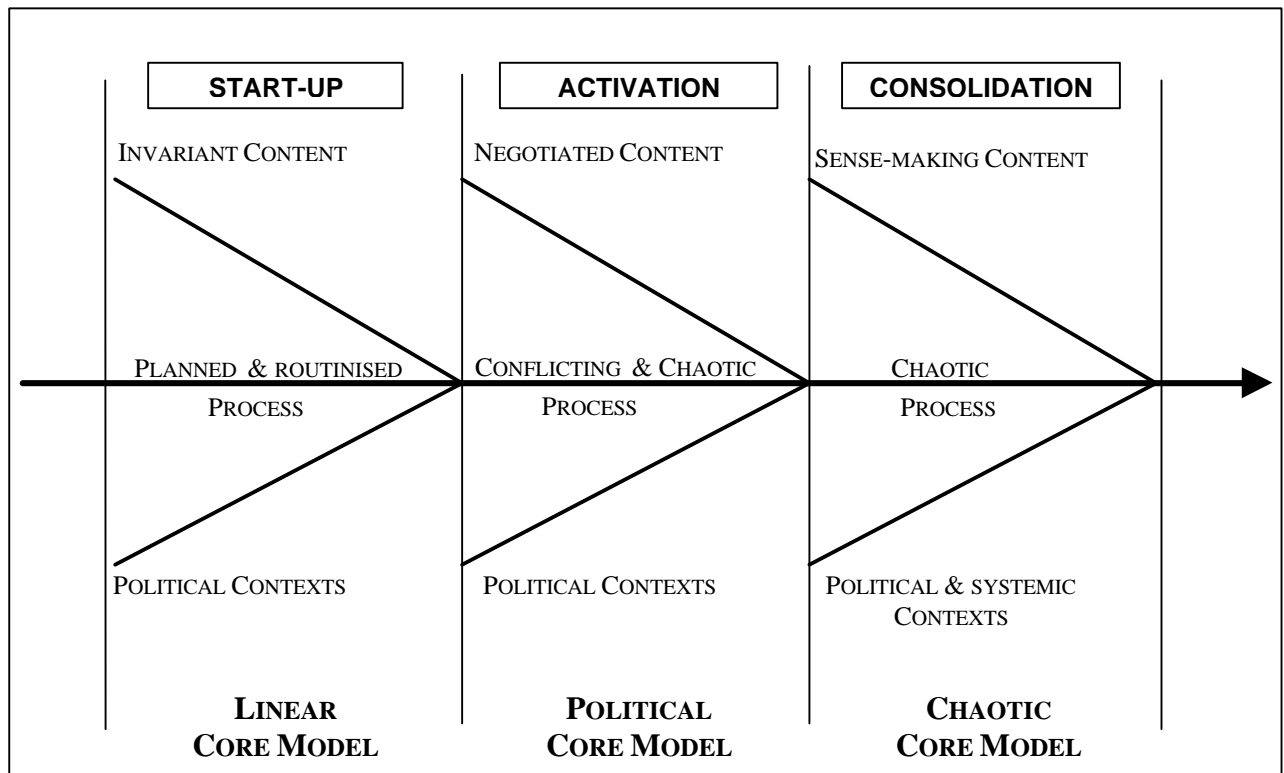 START-UP
ACTIVATION
CONSOLIDATION
INVARIANT CONTENT
NEGOTIATED CONTENT
SENSE-MAKING CONTENT
PLANNED & ROUTINISED
PROCESS
CONFLICTING & CHAOTIC
PROCESS
CHAOTIC
PROCESS
POLITICAL CONTEXTS
POLITICAL CONTEXTS
POLITICAL & SYSTEMIC
CONTEXTS
LINEAR
CORE MODEL
POLITICAL
CORE MODEL
CHAOTIC
CORE MODEL